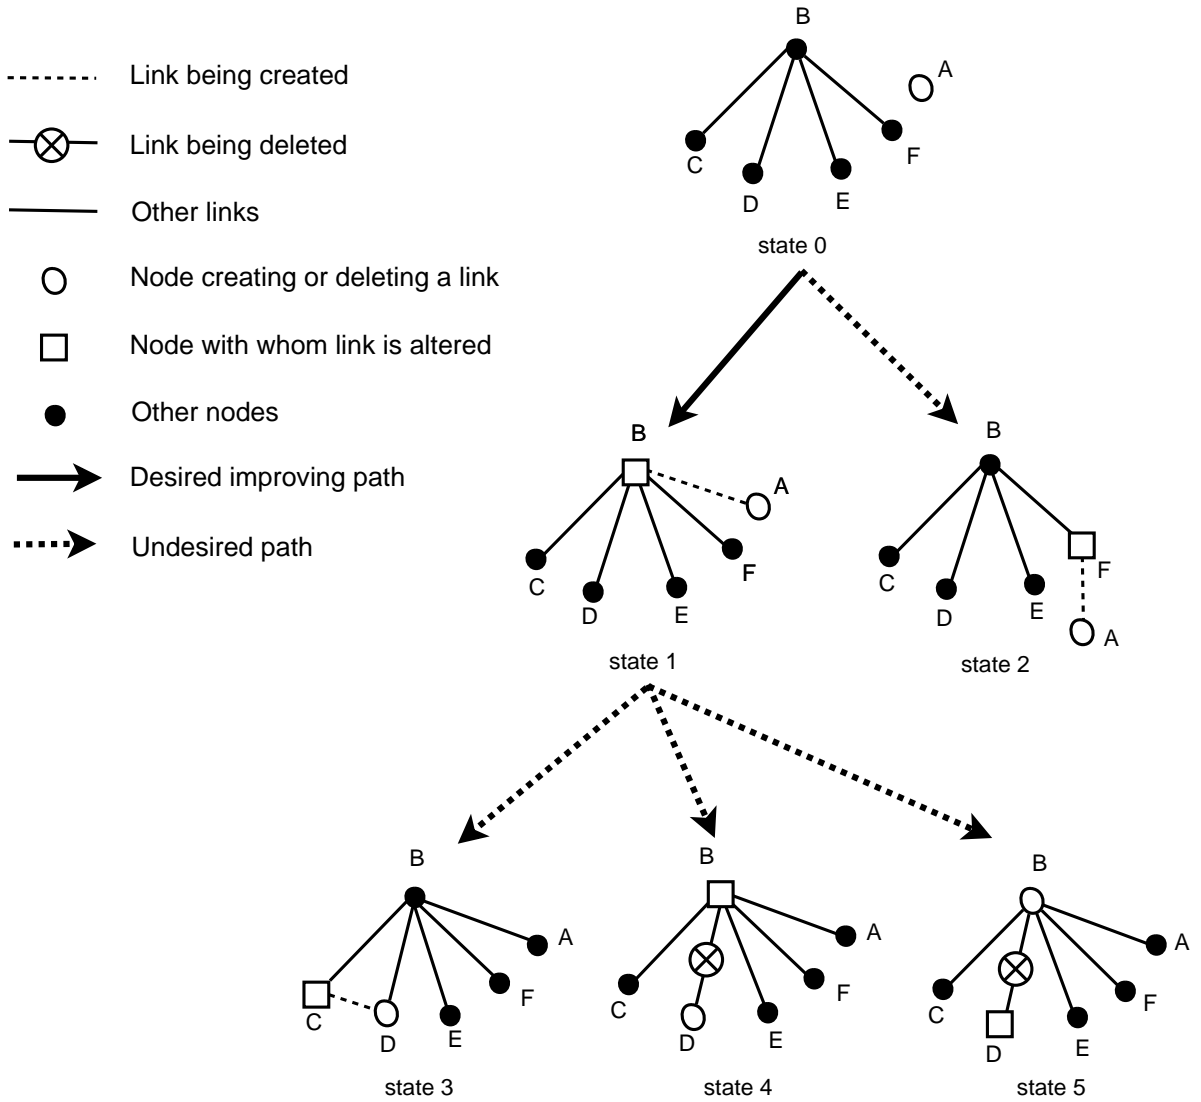 Link being created
Link being deleted
Other links
Node creating or deleting a link
Node with whom link is altered
Other nodes
Desired improving path
Undesired path
B
A
C
D
E
F
state 0
B
A
C
D
E
F
state 1
B
C
D
E
F
A
state 2
B
A
F
C
D
E
state 3
B
A
F
C
D
E
state 4
B
A
F
C
D
E
state 5